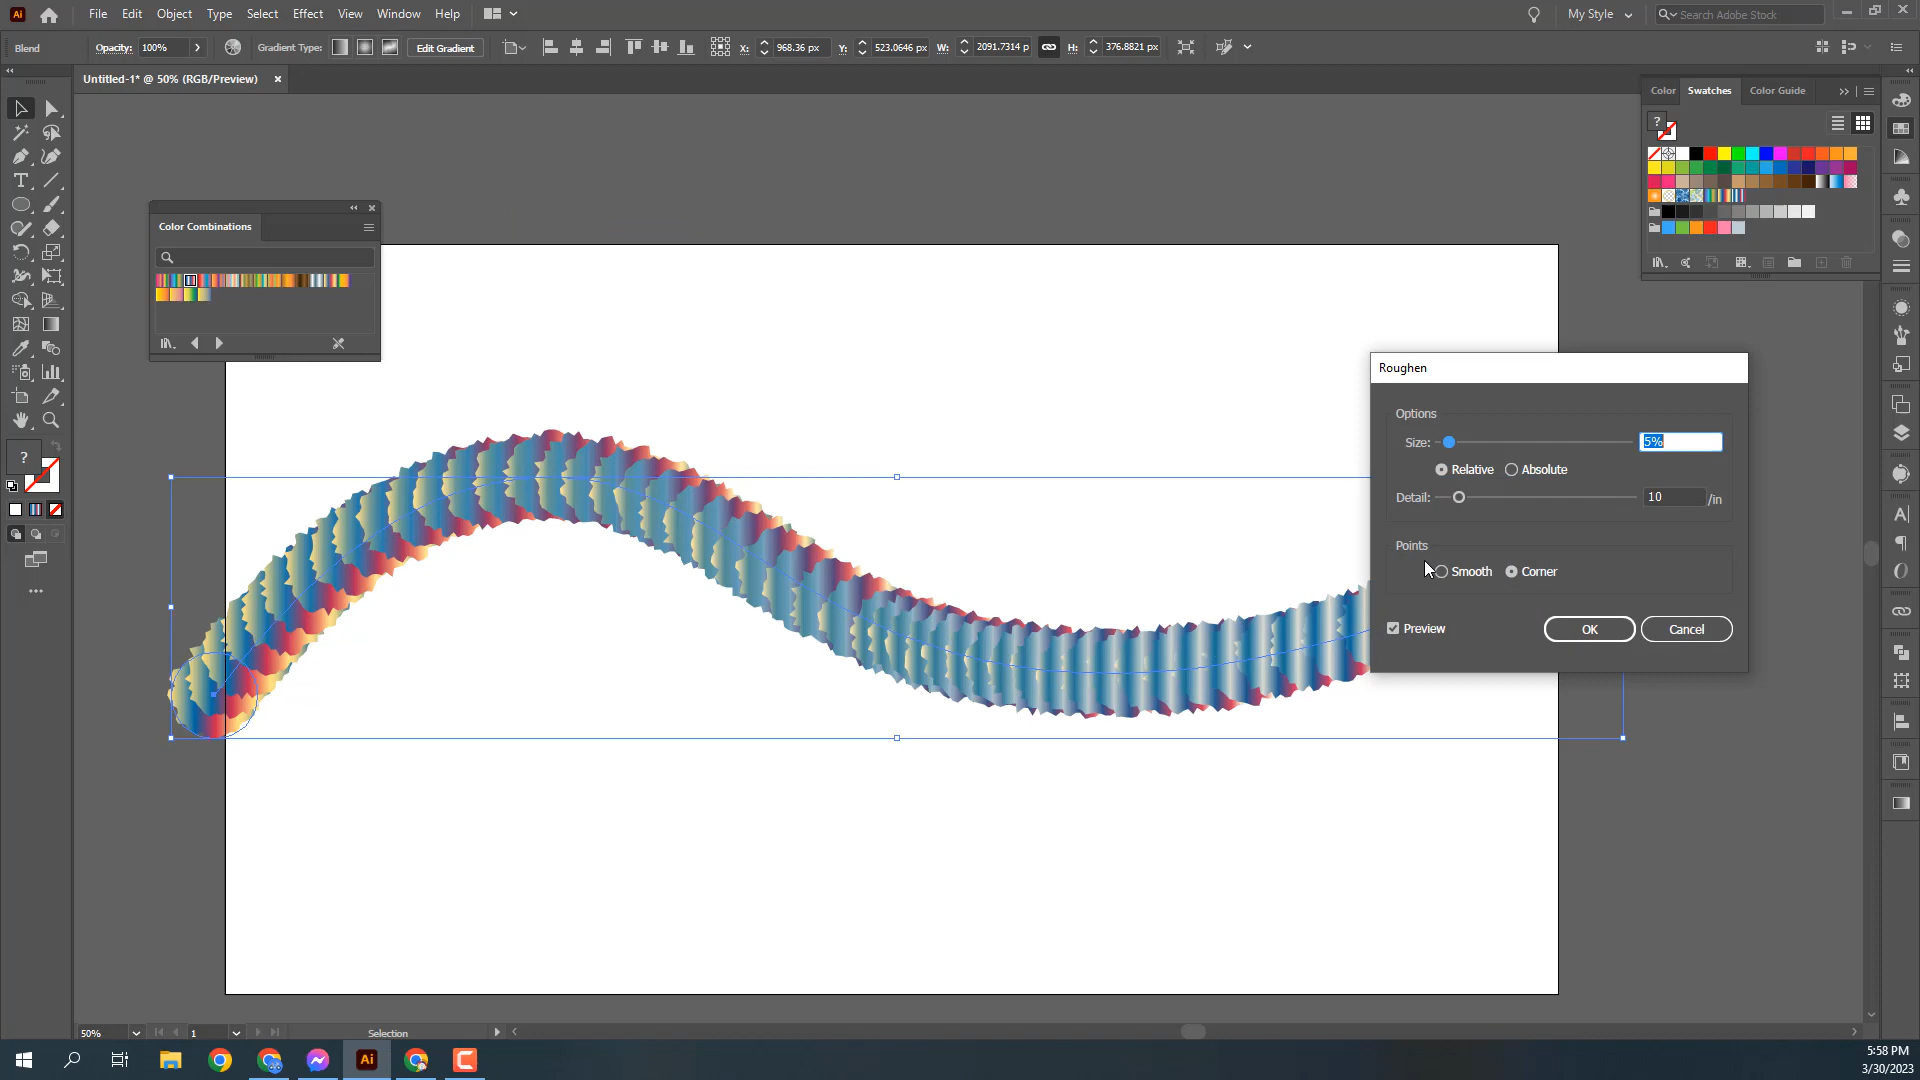 Ai File Edit Object Type Select Effect View Window Help My Style Search Adobe Stock
Blend Opacity: 100% Gradient Type: Edit Gradient X: 968.36 px Y: 523.0646 px W: 2091.7314 p H: 376.8821 px
Untitled-1* @ 50% (RGB/Preview)
Color Swatches Color Guide
?
Color Combinations
Roughen
Options
Size: 5%
Relative Absolute
Detail: 10 /in
Points
Smooth Corner
Preview OK Cancel
?
50% 1 Selection
Ai
5:58 PM
3/30/2023